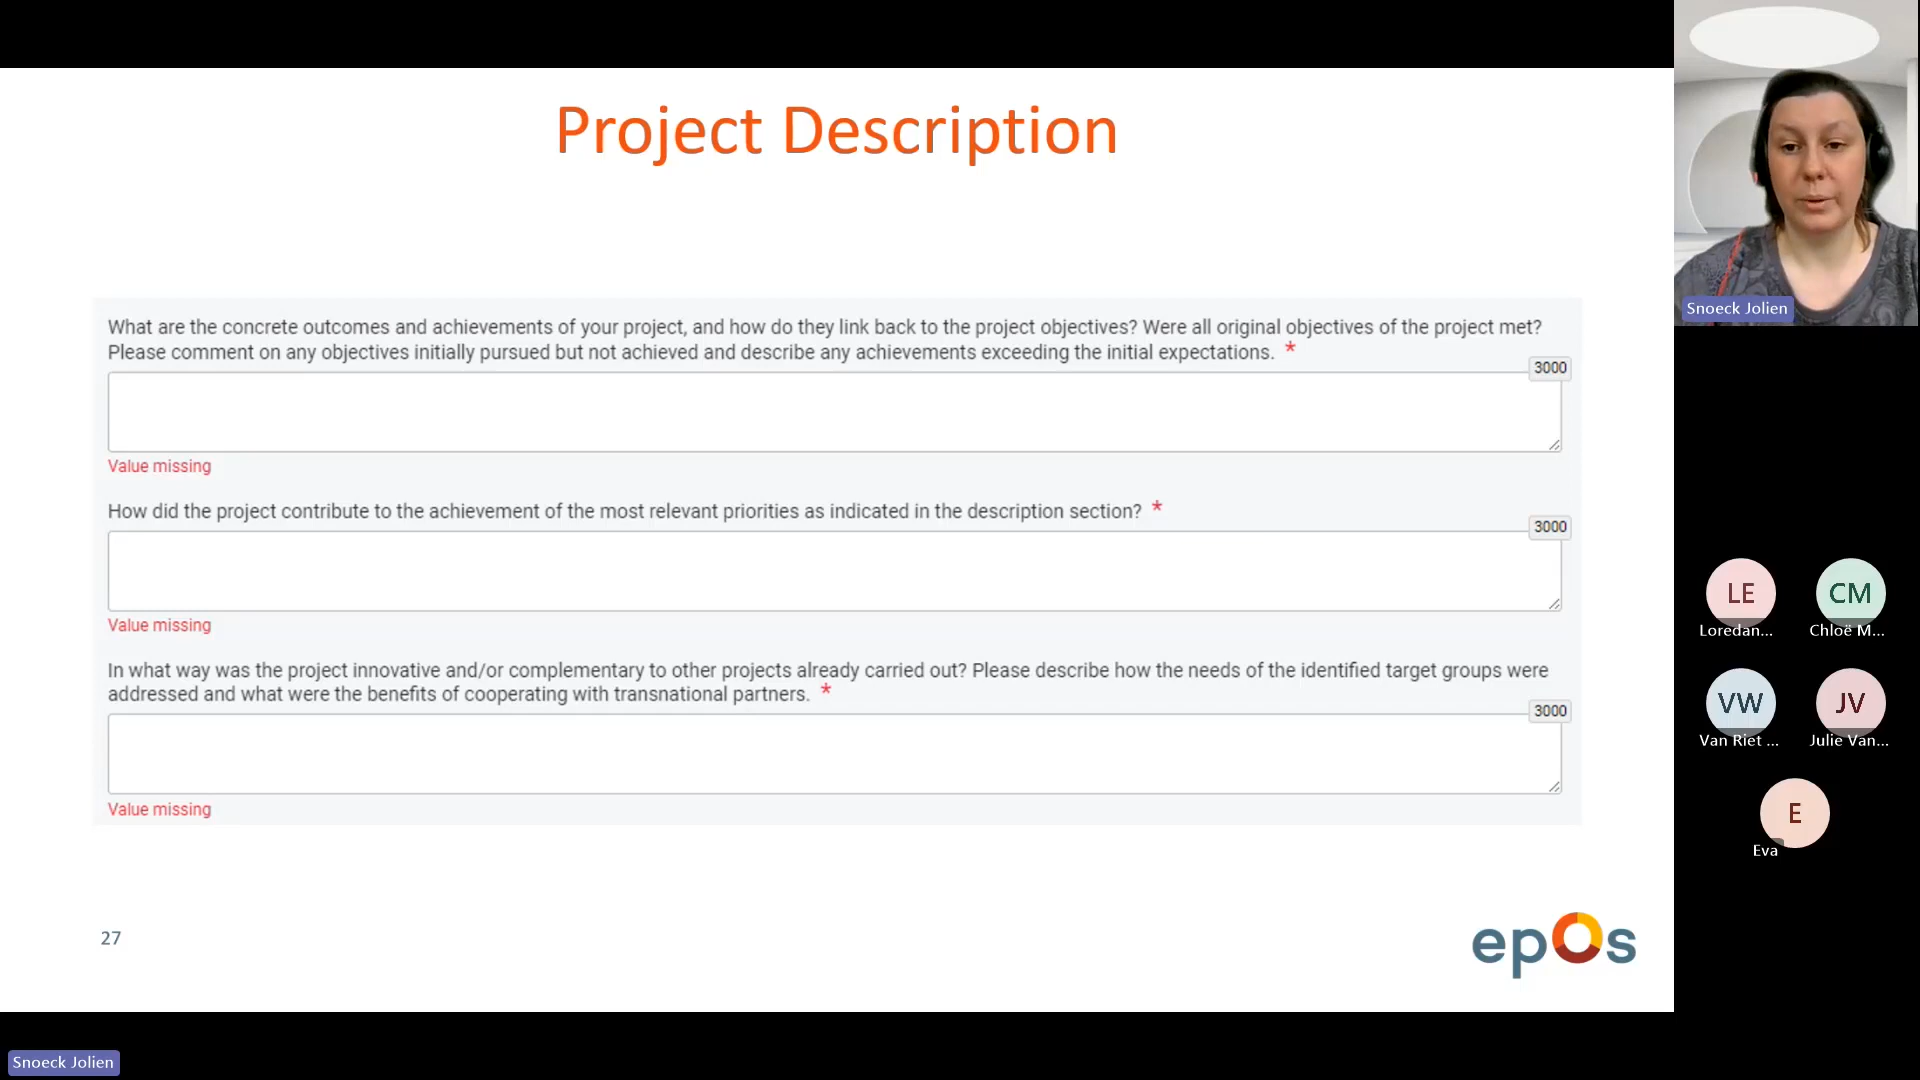 Project Description
What are the concrete outcomes and achievements of your project, and how do they link back to the project objectives? Were all original objectives of the project met?
Please comment on any objectives initially pursued but not achieved and describe any achievements exceeding the initial expectations. *
3000
Value missing
How did the project contribute to the achievement of the most relevant priorities as indicated in the description section? *
3000
Value missing
In what way was the project innovative and/or complementary to other projects already carried out? Please describe how the needs of the identified target groups were
addressed and what were the benefits of cooperating with transnational partners. *
3000
Value missing
27
epos
Snoeck Jolien
LE
Loredan...
CM
Chloë M...
VW
Van Riet ...
JV
Julie Van...
E
Eva
Snoeck Jolien